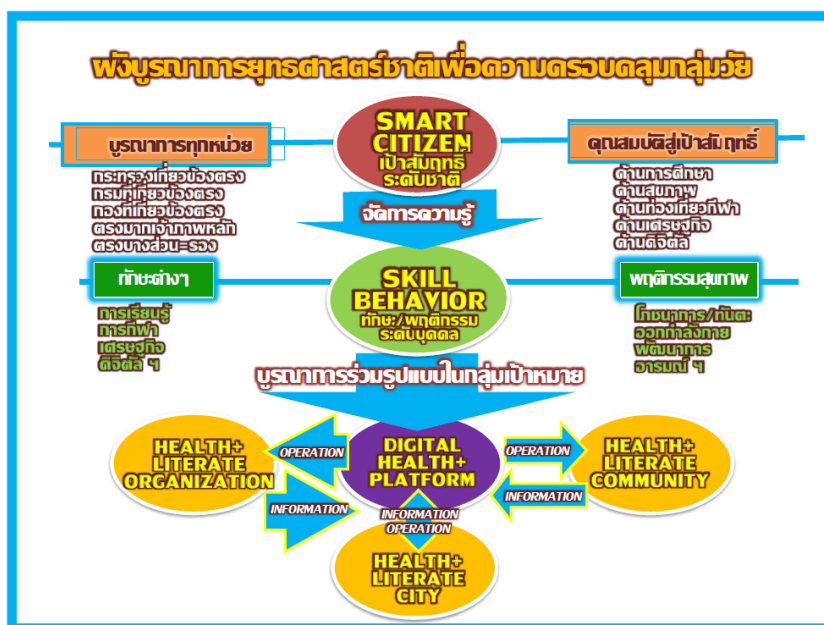 ผังบูรณาการยุทธศาสตร์ชาติเพื่อความครอบคลุมกลุ่มวัย
SMART
CITIZEN
เป้าสัมฤทธิ์
ระดับชาติ
บูรณาการทุกหน่วย
กระทรวงเกี่ยวข้องตรง
กรมที่เกี่ยวข้องตรง
กองที่เกี่ยวข้องตรง
ตรงมากเจ้าภาพหลัก
ตรงบางส่วน=รอง
คุณสมบัติสู่เป้าสัมฤทธิ์
ด้านการศึกษา
ด้านสุขภาพ
ด้านท่องเที่ยวกีฬา
ด้านเศรษฐกิจ
ด้านดิจิตัล
จัดการความรู้
ทักษะต่างๆ
การเรียนรู้
การกีฬา
เศรษฐกิจ
ดิจิตัล ฯ
SKILL
BEHAVIOR
ทักษะ/พฤติกรรม
ระดับบุคคล
พฤติกรรมสุขภาพ
โภชนาการ/ทันตะ
ออกกำลังกาย
พัฒนาการ
อารมณ์ ฯ
บูรณาการร่วมรูปแบบในกลุ่มเป้าหมาย
HEALTH+
LITERATE
ORGANIZATION
OPERATION
DIGITAL
HEALTH+
PLATFORM
OPERATION
HEALTH+
LITERATE
COMMUNITY
INFORMATION
INFORMATION
OPERATION
INFORMATION
HEALTH+
LITERATE
CITY